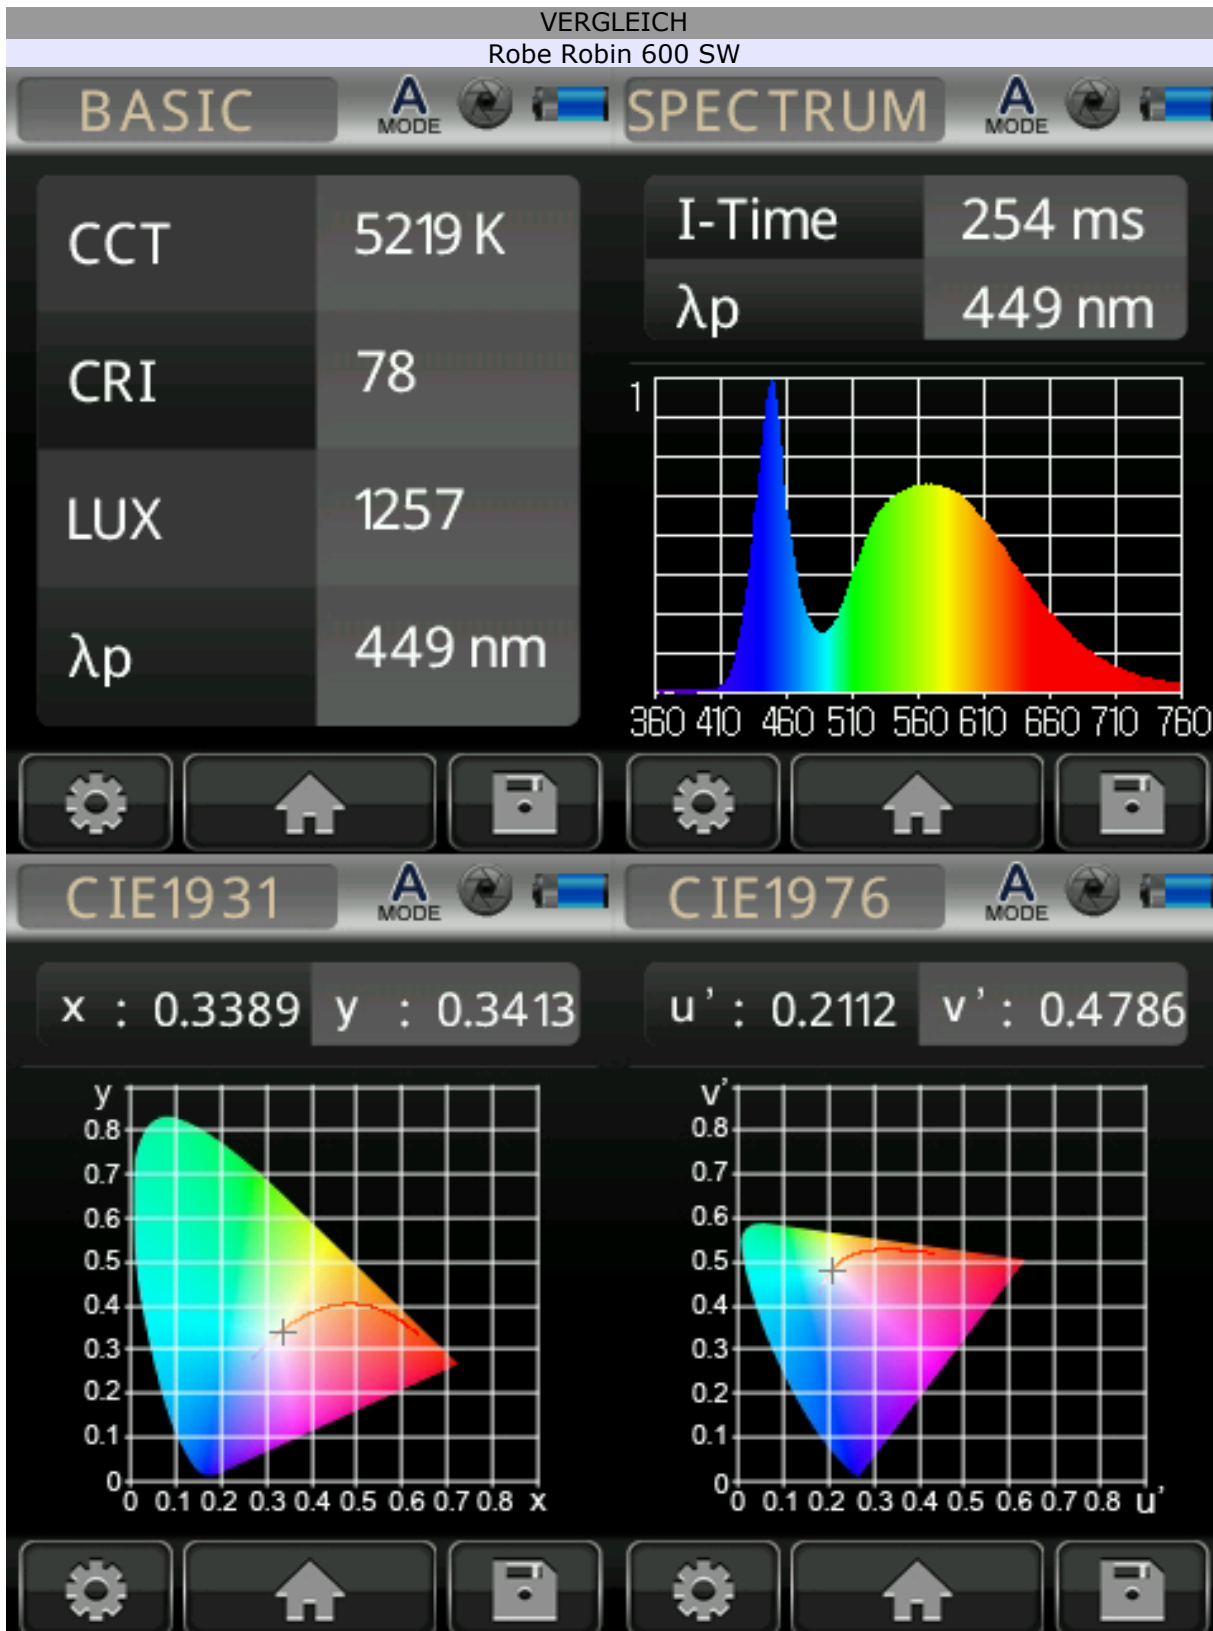 VERGLEICH
Robe Robin 600 SW
BASIC
A
MODE
CCT 5219 K
CRI 78
LUX 1257
λp 449 nm
SPECTRUM
A
MODE
I-Time 254 ms
λp 449 nm
1
360 410 460 510 560 610 660 710 760
CIE1931
A
MODE
x : 0.3389 y : 0.3413
y
0.8
0.7
0.6
0.5
0.4
0.3
0.2
0.1
0
0 0.1 0.2 0.3 0.4 0.5 0.6 0.7 0.8 x
CIE1976
A
MODE
u' : 0.2112 v' : 0.4786
v'
0.8
0.7
0.6
0.5
0.4
0.3
0.2
0.1
0
0 0.1 0.2 0.3 0.4 0.5 0.6 0.7 0.8 u'